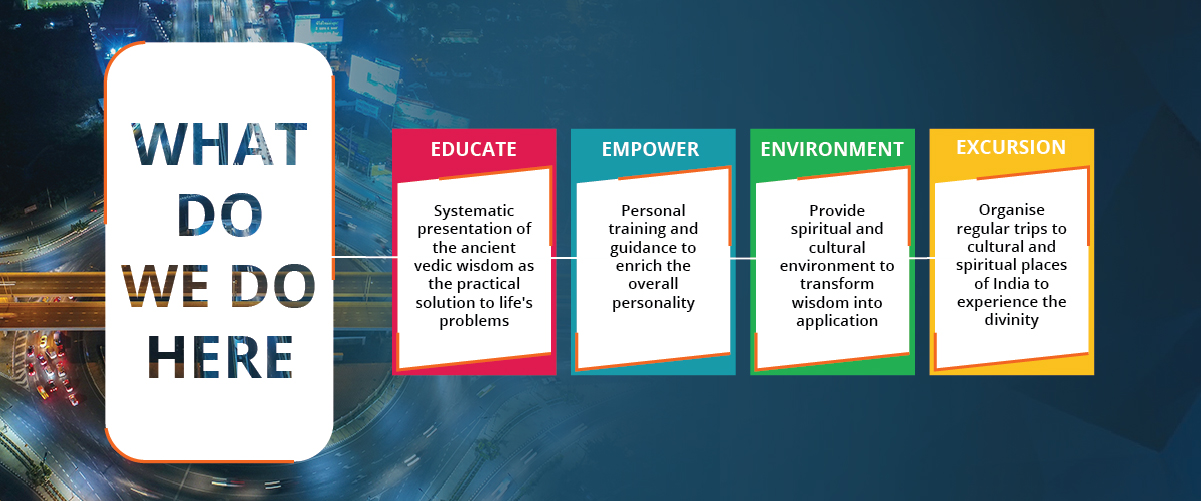 WHAT
DO
WE DO
HERE
EDUCATE
Systematic
presentation of
the ancient
vedic wisdom as
the practical
solution to life's
problems
EMPOWER
Personal
training and
guidance to
enrich the
overall
personality
ENVIRONMENT
Provide
spiritual and
cultural
environment to
transform
wisdom into
application
EXCURSION
Organise
regular trips to
cultural and
spiritual places
of India to
experience the
divinity